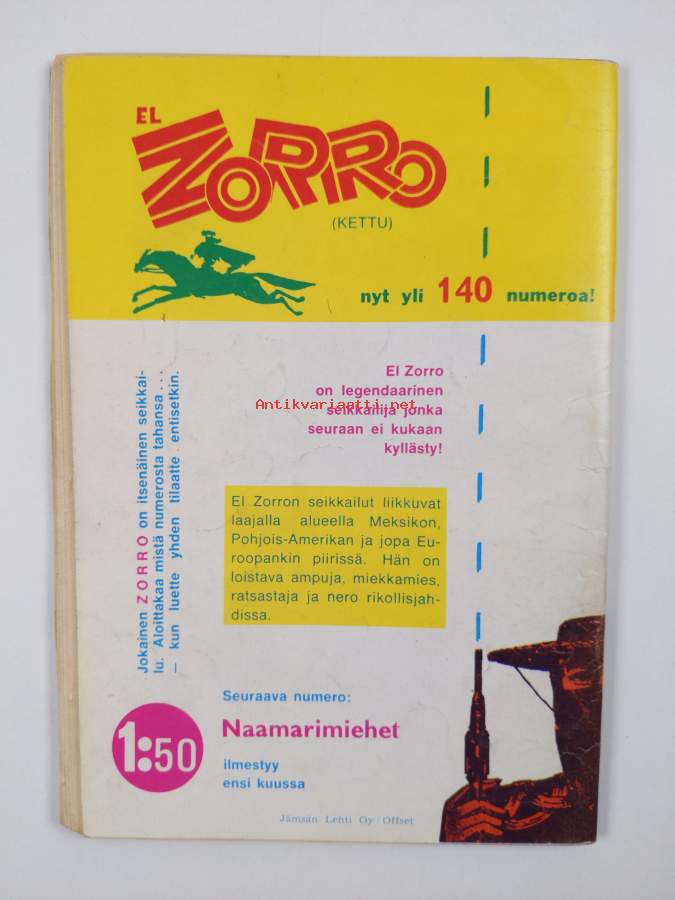 EL
ZORRO
(KETTU)
nyt yli 140 numeroa!
El Zorro
on legendaarinen
seikkailija jonka
seuraan ei kukaan
kyllästy!
Antikvariaatti.net
Jokainen ZORRO on itsenäinen seikkai-
lu. Aloittakaa mistä numerosta tahansa...
— kun luette yhden tilaatte entisetkin.
El Zorron seikkailut liikkuvat
laajalla alueella Meksikon,
Pohjois-Amerikan ja jopa Eu-
roopankin piirissä. Hän on
loistava ampuja, miekkamies,
ratsastaja ja nero rikollisjah-
dissa.
Seuraava numero:
Naamarimiehet
1:50
ilmestyy
ensi kuussa
Jämsän Lehti Oy/Offset